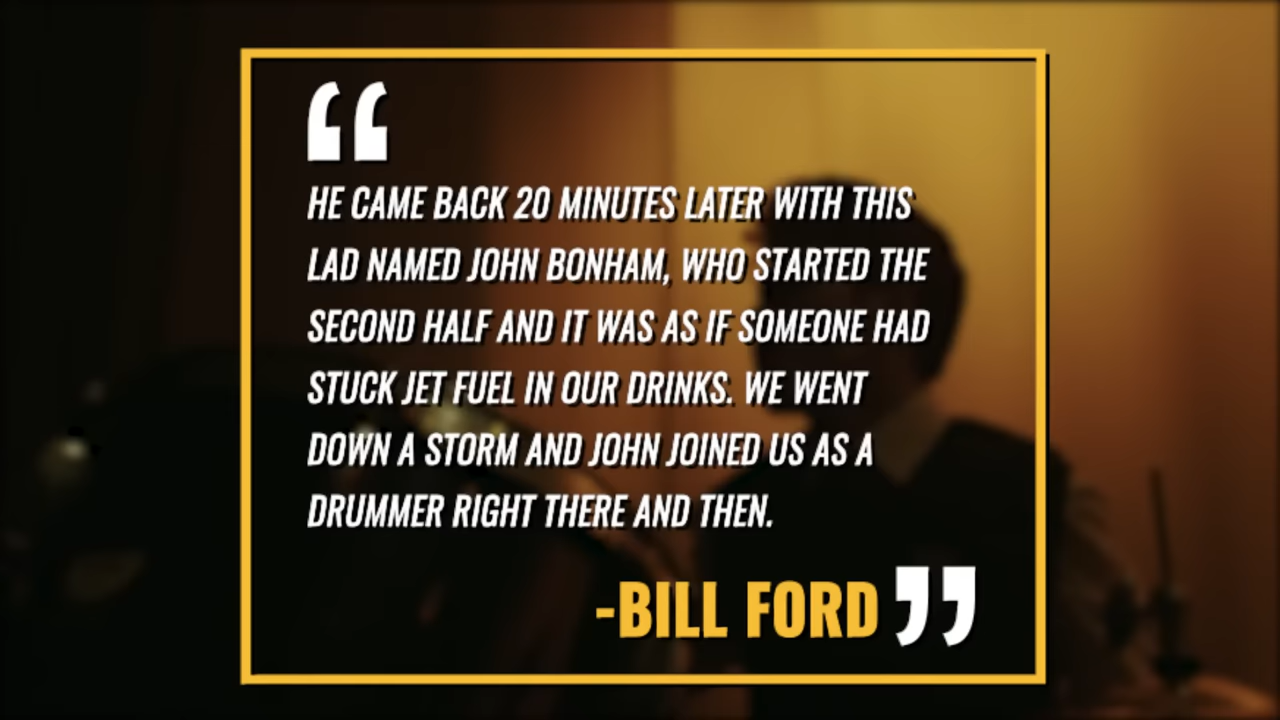 “
HE CAME BACK 20 MINUTES LATER WITH THIS
LAD NAMED JOHN BONHAM, WHO STARTED THE
SECOND HALF AND IT WAS AS IF SOMEONE HAD
STUCK JET FUEL IN OUR DRINKS. WE WENT
DOWN A STORM AND JOHN JOINED US AS A
DRUMMER RIGHT THERE AND THEN.
-BILL FORD ”